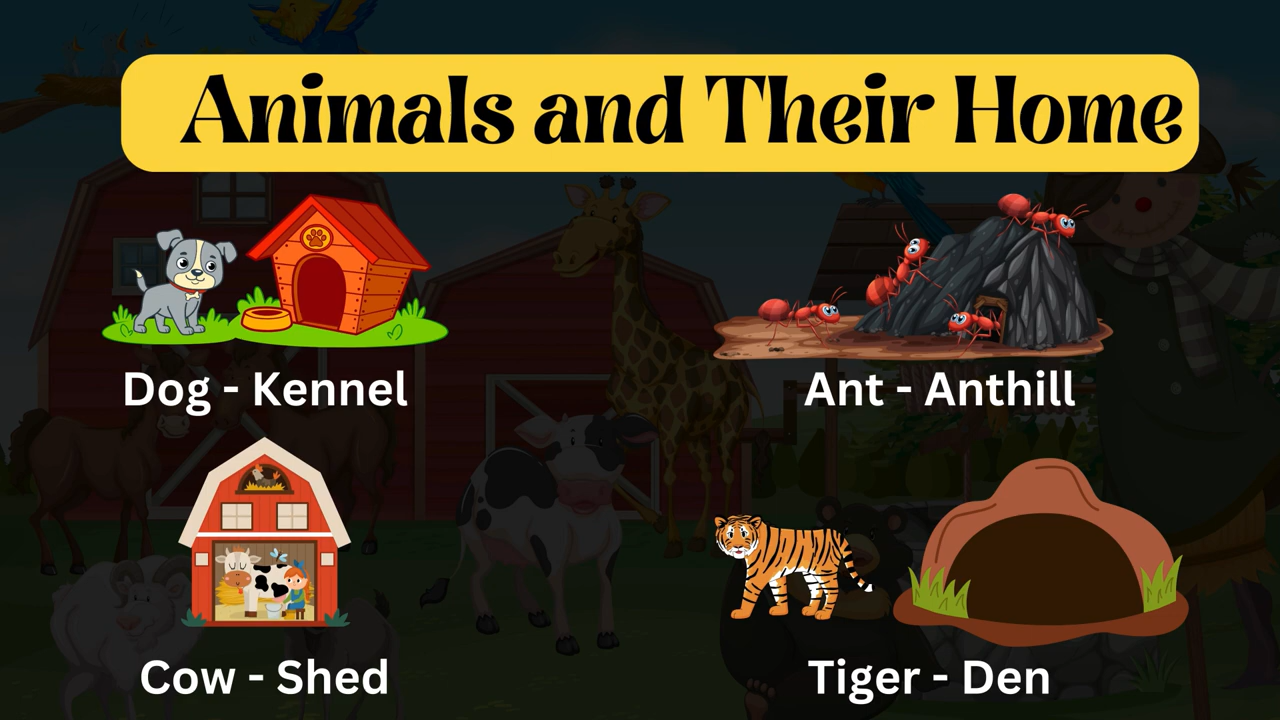 Animals and Their Home
Dog - Kennel
Ant - Anthill
Cow - Shed
Tiger - Den